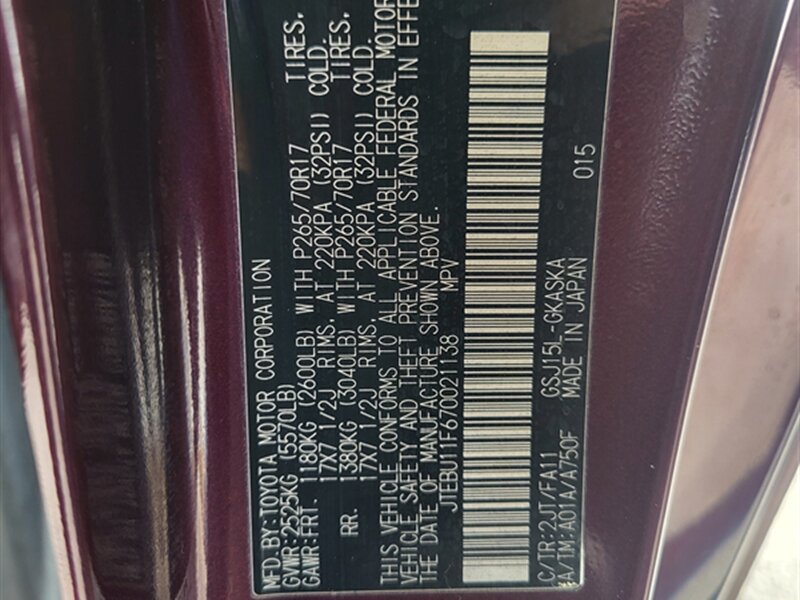 MFD. BY: TOYOTA MOTOR CORPORATION
GVWR: 2525KG (5570LB)
GAWR: FRT. 1180KG (2600LB) WITH P265/70R17 TIRES.
17X7 1/2J RIMS. AT 220KPA (32PSI) COLD.
RR. 1380KG (3040LB) WITH P265/70R17 TIRES.
17X7 1/2J RIMS. AT 220KPA (32PSI) COLD.
THIS VEHICLE CONFORMS TO ALL APPLICABLE FEDERAL MOTOR
VEHICLE SAFETY AND THEFT PREVENTION STANDARDS IN EFFE
THE DATE OF MANUFACTURE SHOWN ABOVE.
JTEBU11F670021138 MPV
C/TR: 2JT/FA11 GSJ15L-GKASKA 015
A/TM: A01A/A750F MADE IN JAPAN